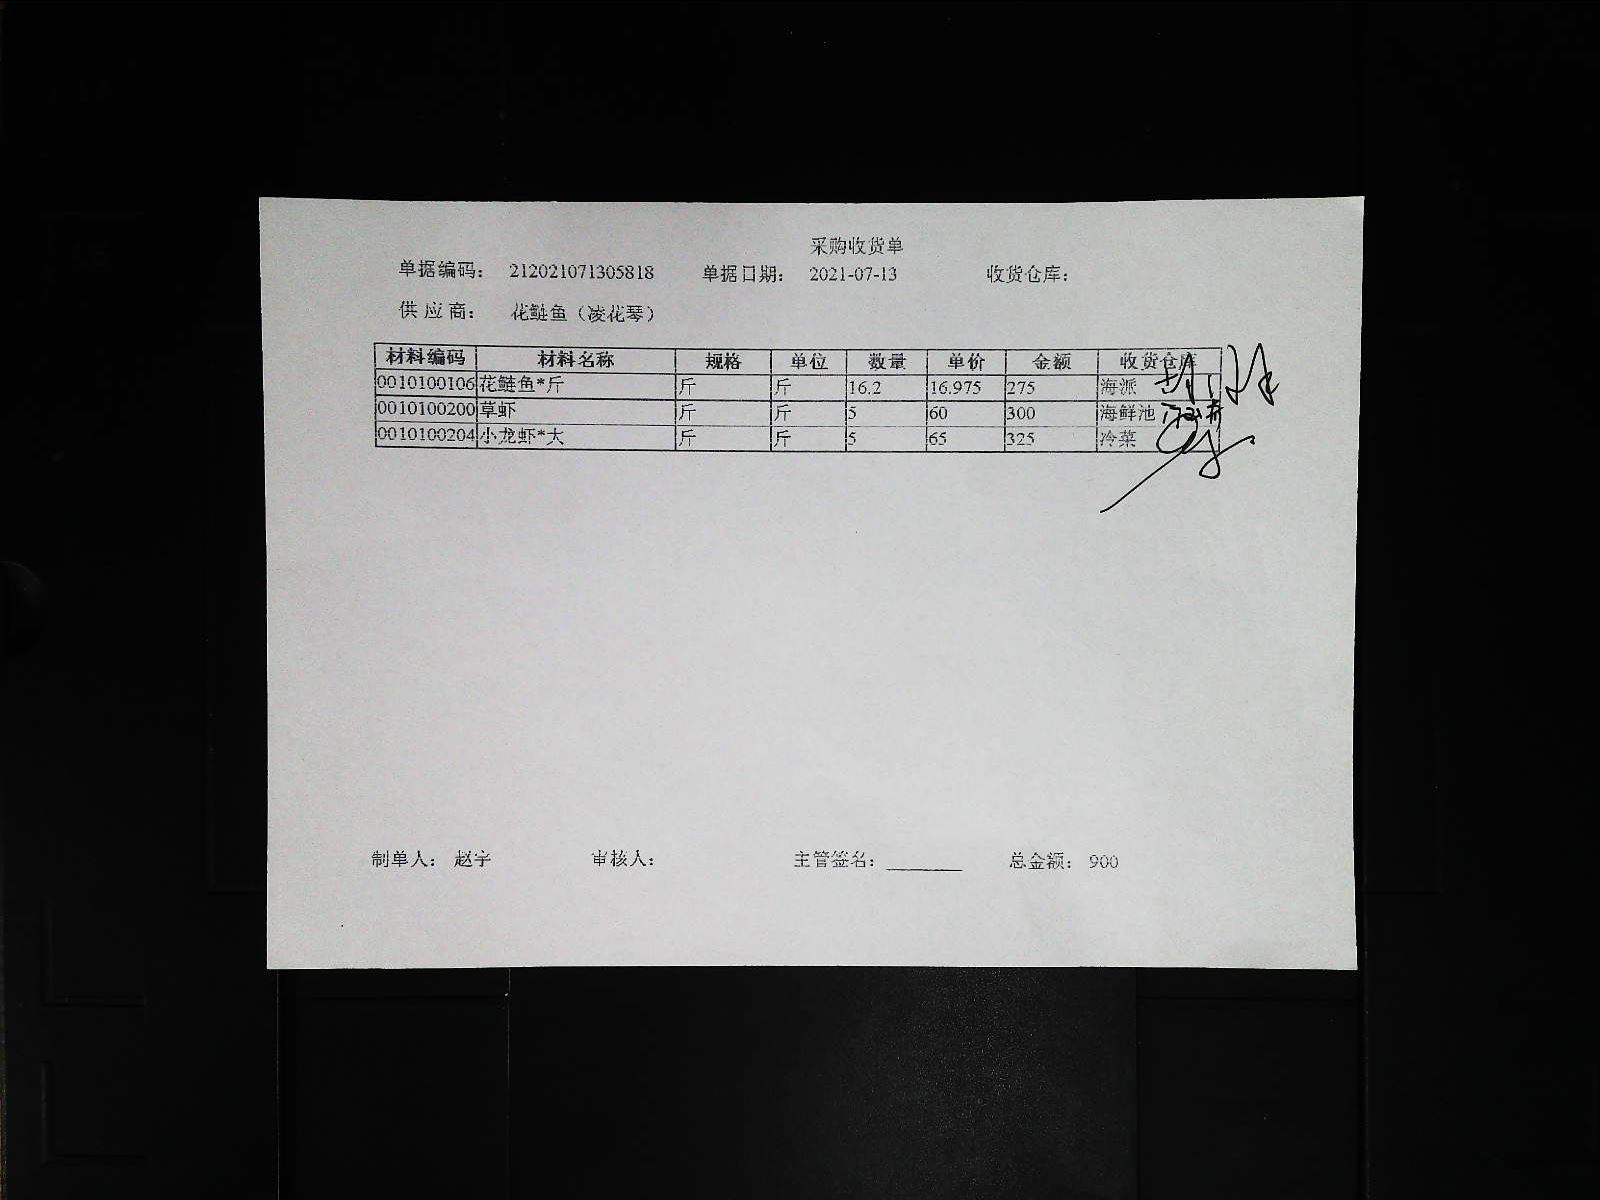 采购收货单
单据编码： 212021071305818 单据日期： 2021-07-13 收货仓库：
供应商： 花鲢鱼（凌花琴）
材料编码 材料名称 规格 单位 数量 单价 金额 收货仓库
0010100106 花鲢鱼*斤 斤 斤 16.2 16.975 275 海派
0010100200 草虾 斤 斤 5 60 300 海鲜池
0010100204 小龙虾*大 斤 斤 5 65 325 冷菜
制单人： 赵宇 审核人： 主管签名： 总金额： 900